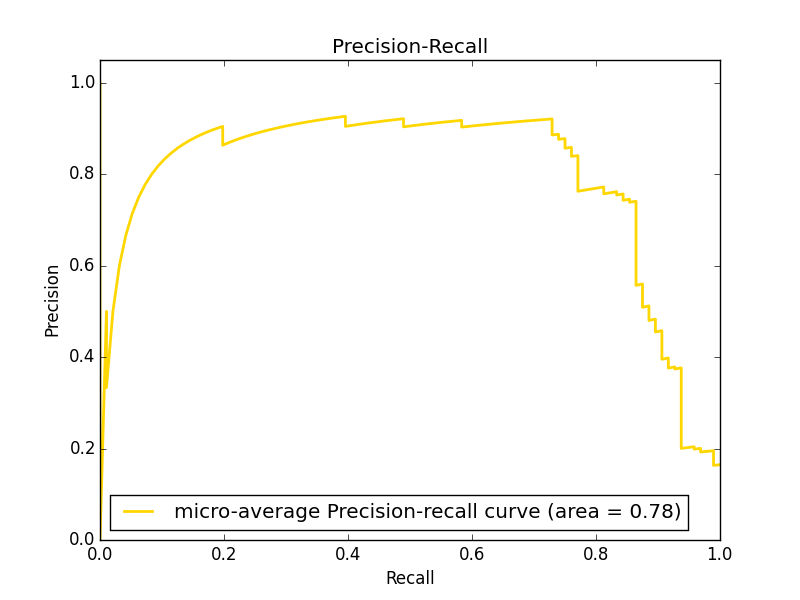 Precision-Recall
1.0
0.8
0.6
0.4
0.2
0.0
Precision
micro-average Precision-recall curve (area = 0.78)
0.0 0.2 0.4 0.6 0.8 1.0
Recall